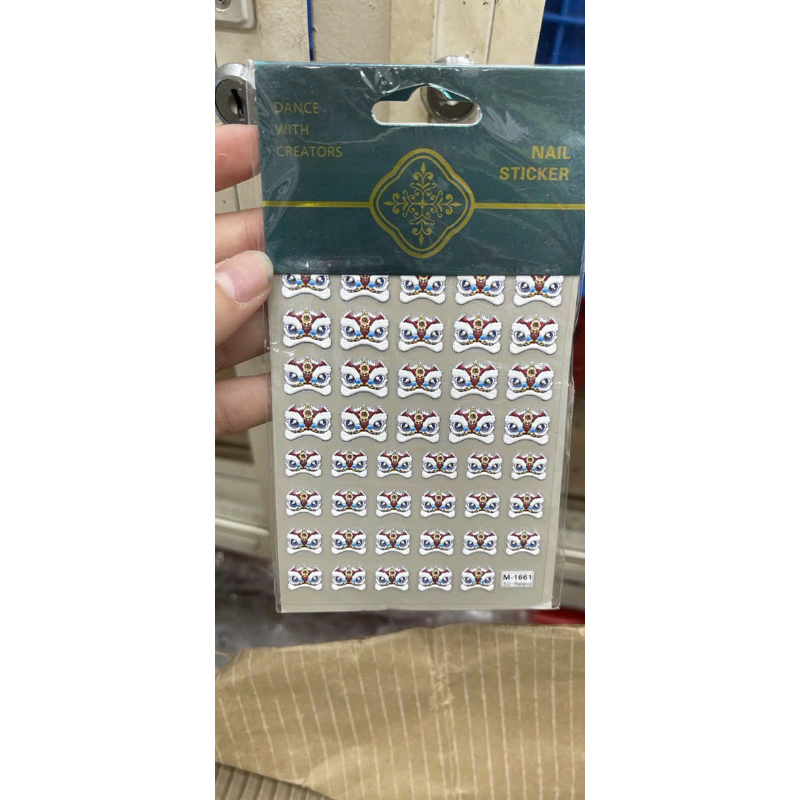 DANCE
WITH
CREATORS
NAIL
STICKER
M-1661